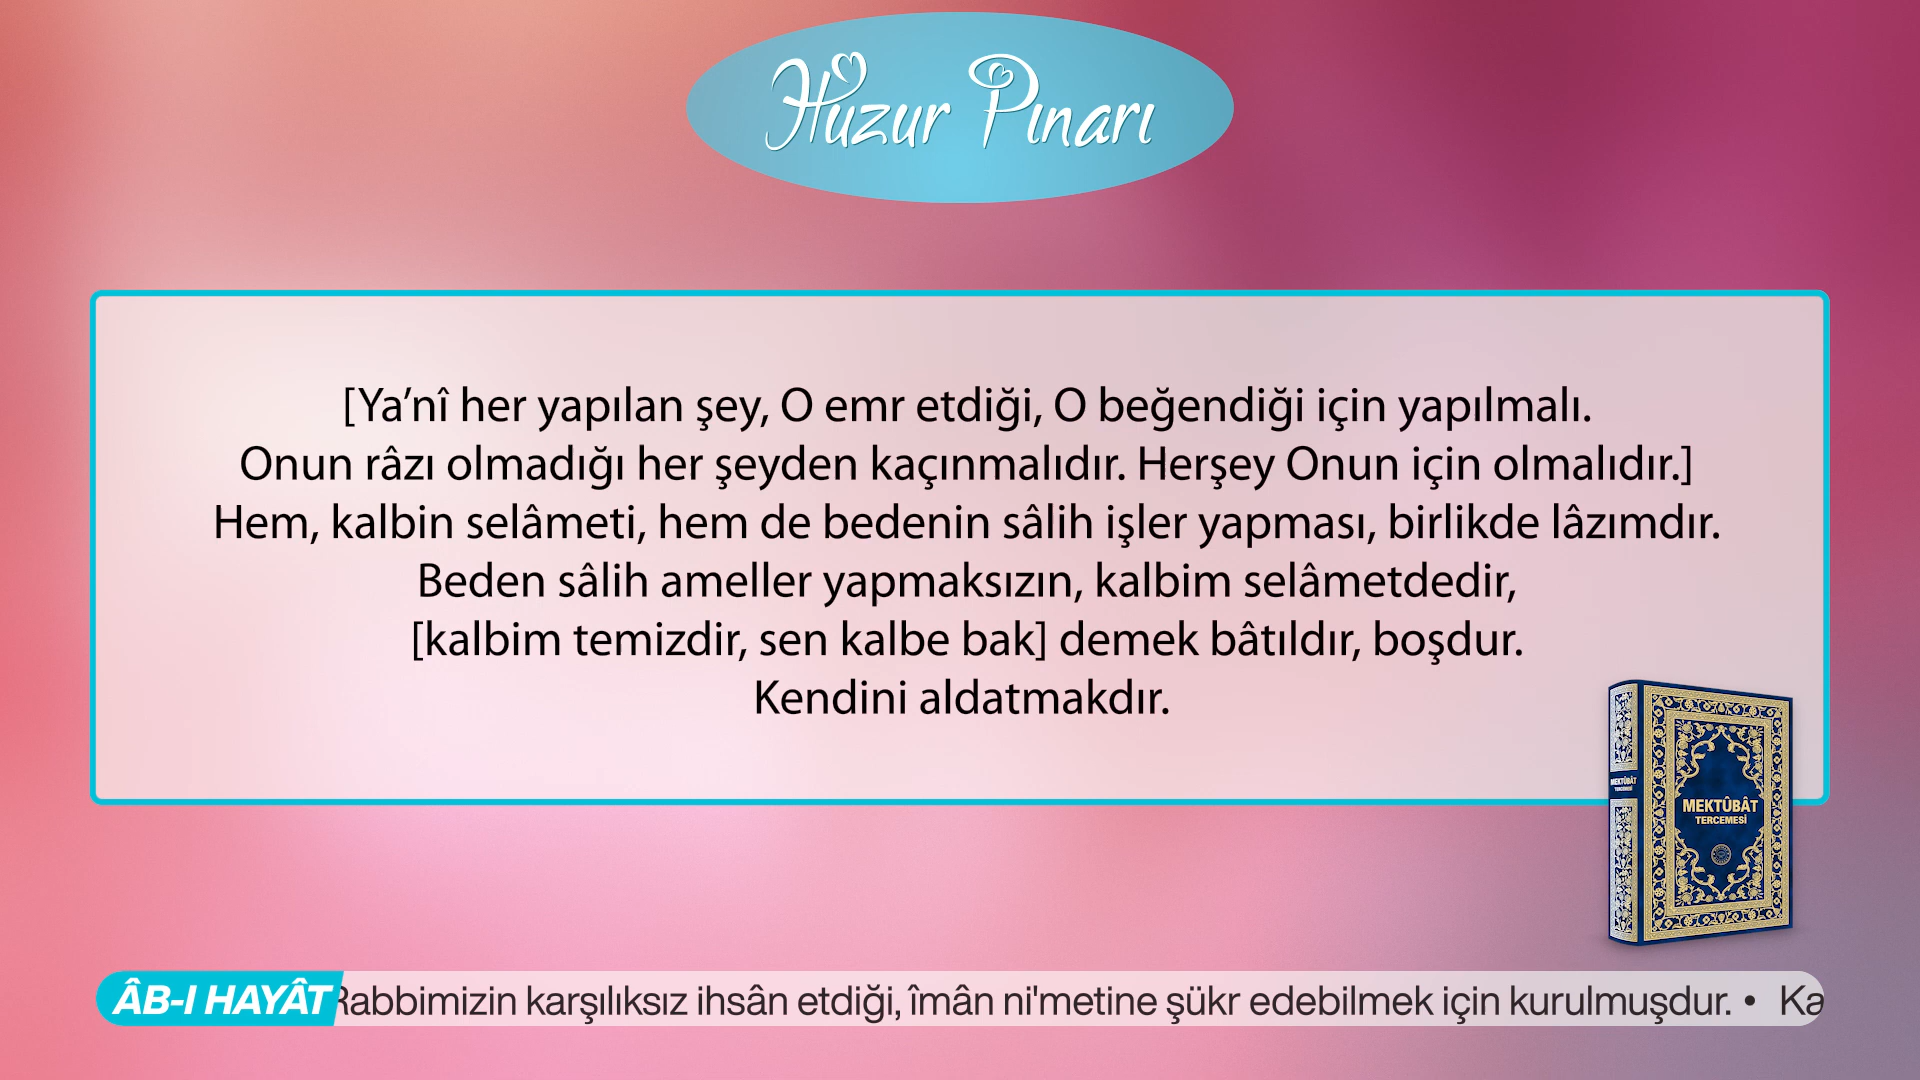 Huzur Pınarı
[Ya’nî her yapılan şey, O emr etdiği, O beğendiği için yapılmalı.
Onun râzı olmadığı her şeyden kaçınmalıdır. Herşey Onun için olmalıdır.]
Hem, kalbin selâmeti, hem de bedenin sâlih işler yapması, birlikde lâzımdır.
Beden sâlih ameller yapmaksızın, kalbim selâmetdedir,
[kalbim temizdir, sen kalbe bak] demek bâtıldır, boşdur.
Kendini aldatmakdır.
MEKTÛBÂT
TERCEMESİ
MEKTÛBÂT
TERCEMESİ
ÂB-I HAYÂT
Rabbimizin karşılıksız ihsân etdiği, îmân ni'metine şükr edebilmek için kurulmuşdur. • Ka